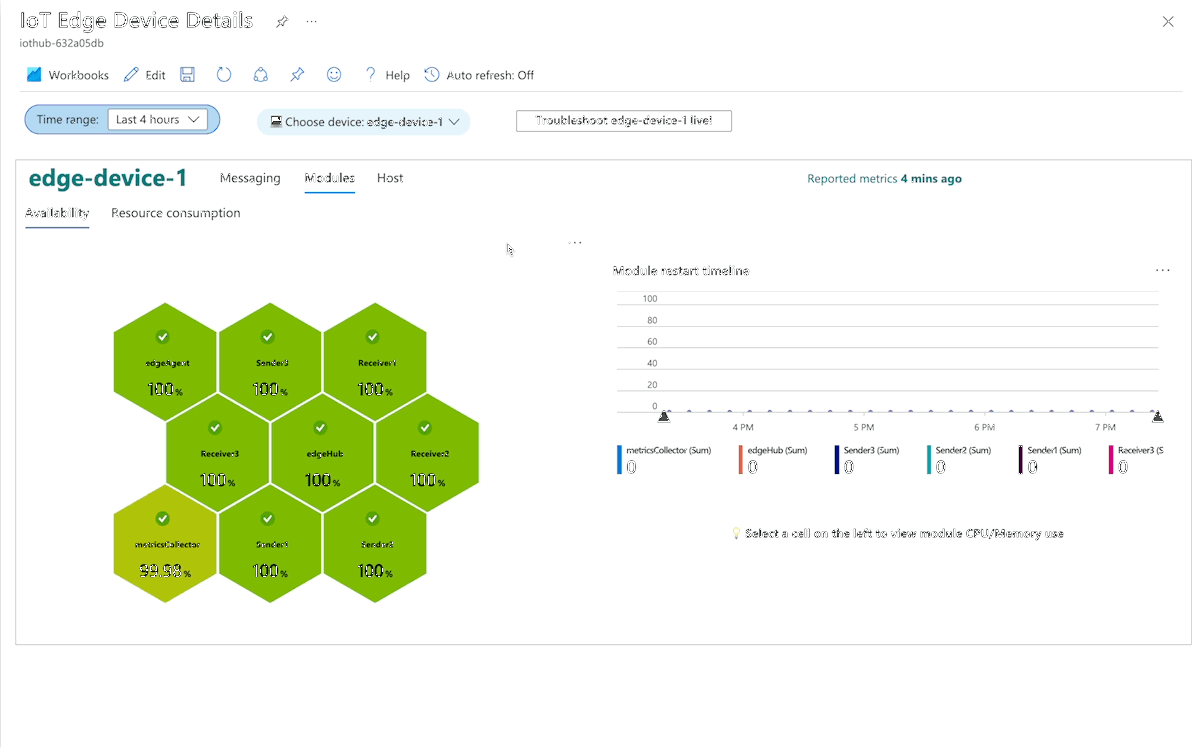 IoT Edge Device Details ...
iothub-632a05db
Workbooks Edit ? Help Auto refresh: Off
Time range: Last 4 hours
Choose device: edge-device-1
Troubleshoot edge-device-1 live!
edge-device-1 Messaging Modules Host
Reported metrics 4 mins ago
Availability Resource consumption
...
Module restart timeline ...
edgeAgent
100%
Receiver1
100%
Receiver3
100%
edgeHub
100%
Receiver2
100%
metricsCollector
99.98%
100%
100%
100%
100
80
60
40
20
0
4 PM 5 PM 6 PM 7 PM
metricsCollector (Sum)
0
edgeHub (Sum)
0
Sender3 (Sum)
0
Sender2 (Sum)
0
Sender1 (Sum)
0
Receiver3 (S
0
Select a cell on the left to view module CPU/Memory use